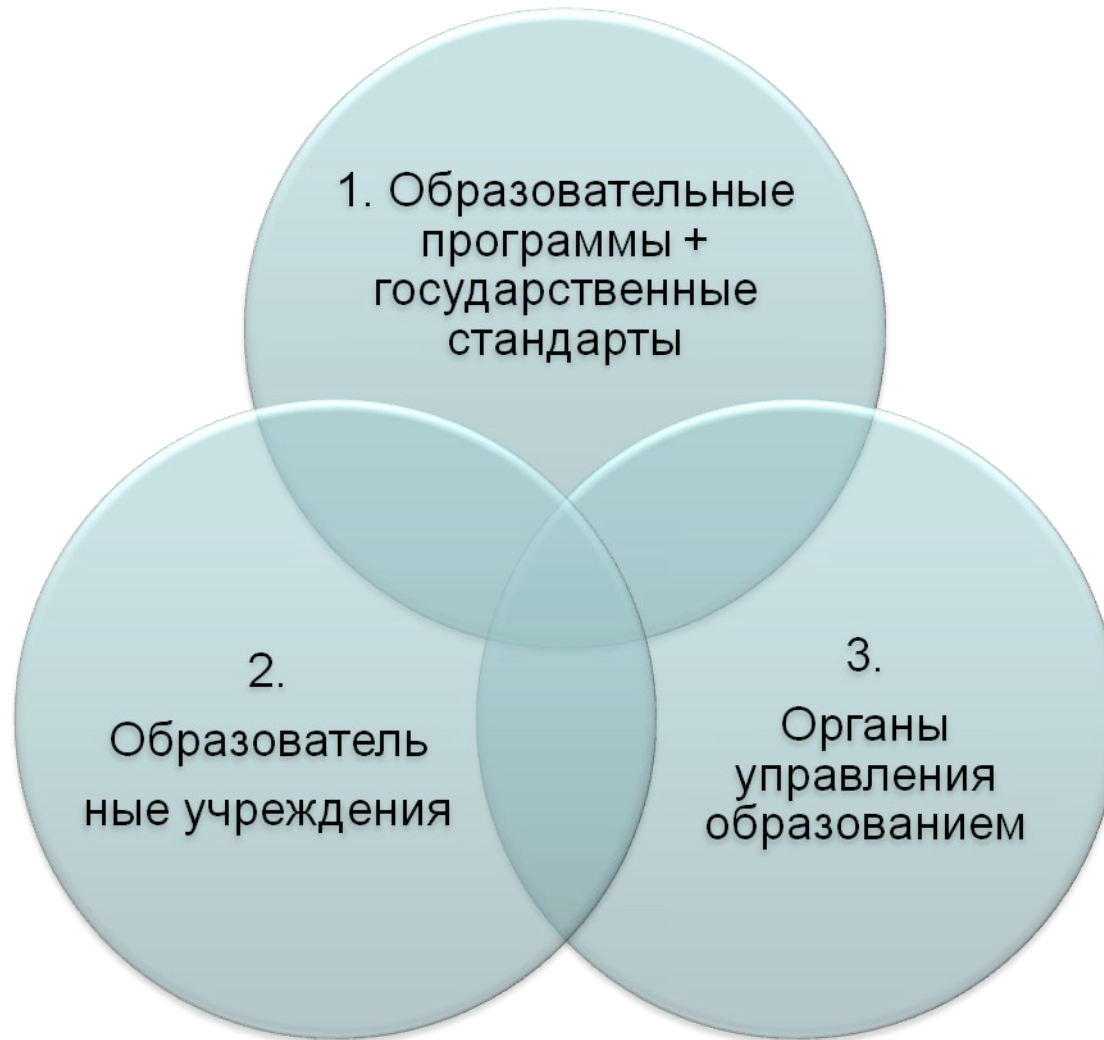 1. Образовательные
программы +
государственные
стандарты
2.
Образователь
ные учреждения
3.
Органы
управления
образованием